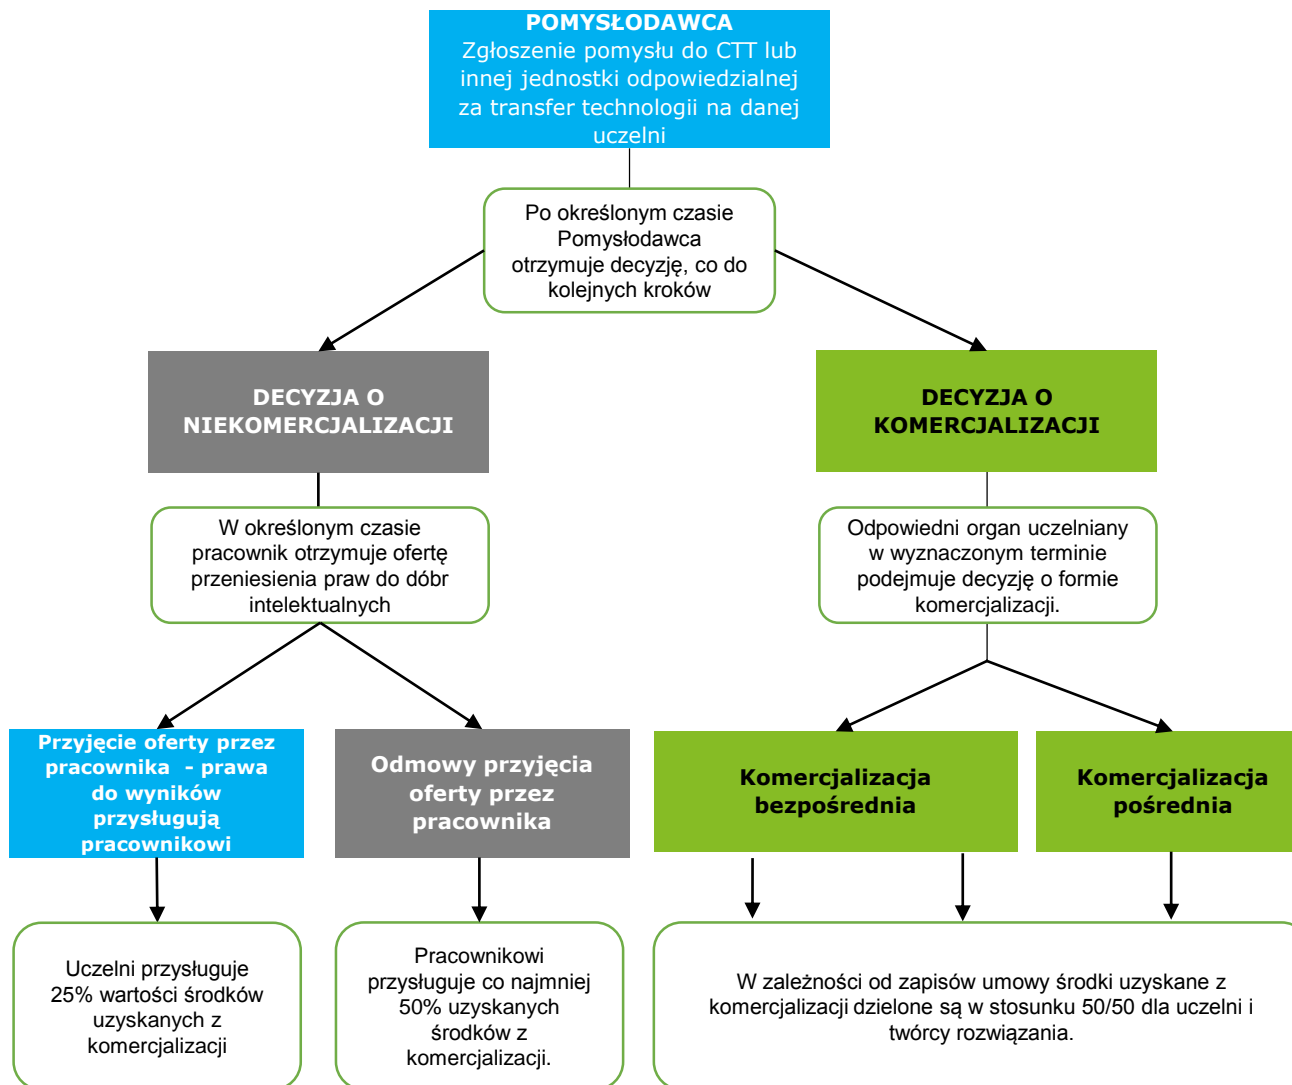 POMYSŁODAWCA
Zgłoszenie pomysłu do CTT lub
innej jednostki odpowiedzialnej
za transfer technologii na danej
uczelni
Po określonym czasie
Pomysłodawca
otrzymuje decyzję, co do
kolejnych kroków
DECYZJA O
NIEKOMERCJALIZACJI
DECYZJA O
KOMERCJALIZACJI
W określonym czasie
pracownik otrzymuje ofertę
przeniesienia praw do dóbr
intelektualnych
Odpowiedni organ uczelniany
w wyznaczonym terminie
podejmuje decyzję o formie
komercjalizacji.
Przyjęcie oferty przez
pracownika - prawa
do wyników
przysługują
pracownikowi
Odmowy przyjęcia
oferty przez
pracownika
Komercjalizacja
bezpośrednia
Komercjalizacja
pośrednia
Uczelni przysługuje
25% wartości środków
uzyskanych z
komercjalizacji
Pracownikowi
przysługuje co najmniej
50% uzyskanych
środków z
komercjalizacji.
W zależności od zapisów umowy środki uzyskane z
komercjalizacji dzielone są w stosunku 50/50 dla uczelni i
twórcy rozwiązania.